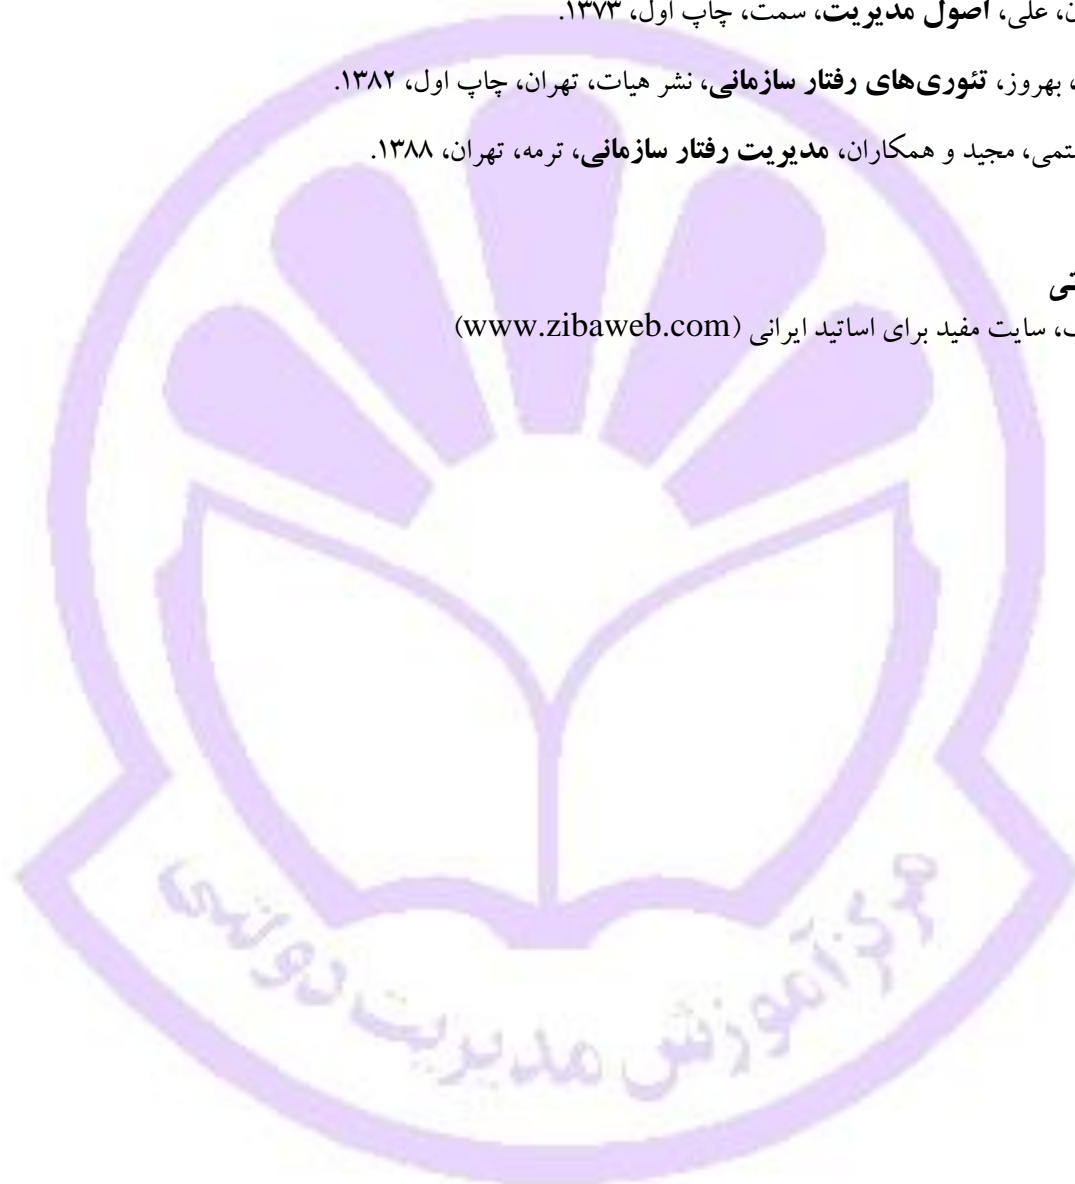 علی، اصول مدیریت، سمت، چاپ اول، ۱۳۷۳.
بهروز، تئوری‌های رفتار سازمانی، نشر هیات، تهران، چاپ اول، ۱۳۸۲.
مجید و همکاران، مدیریت رفتار سازمانی، ترمه، تهران، ۱۳۸۸.
سایت مفید برای اساتید ایرانی (www.zibaweb.com)
مرکز آموزش مدیریت دولتی